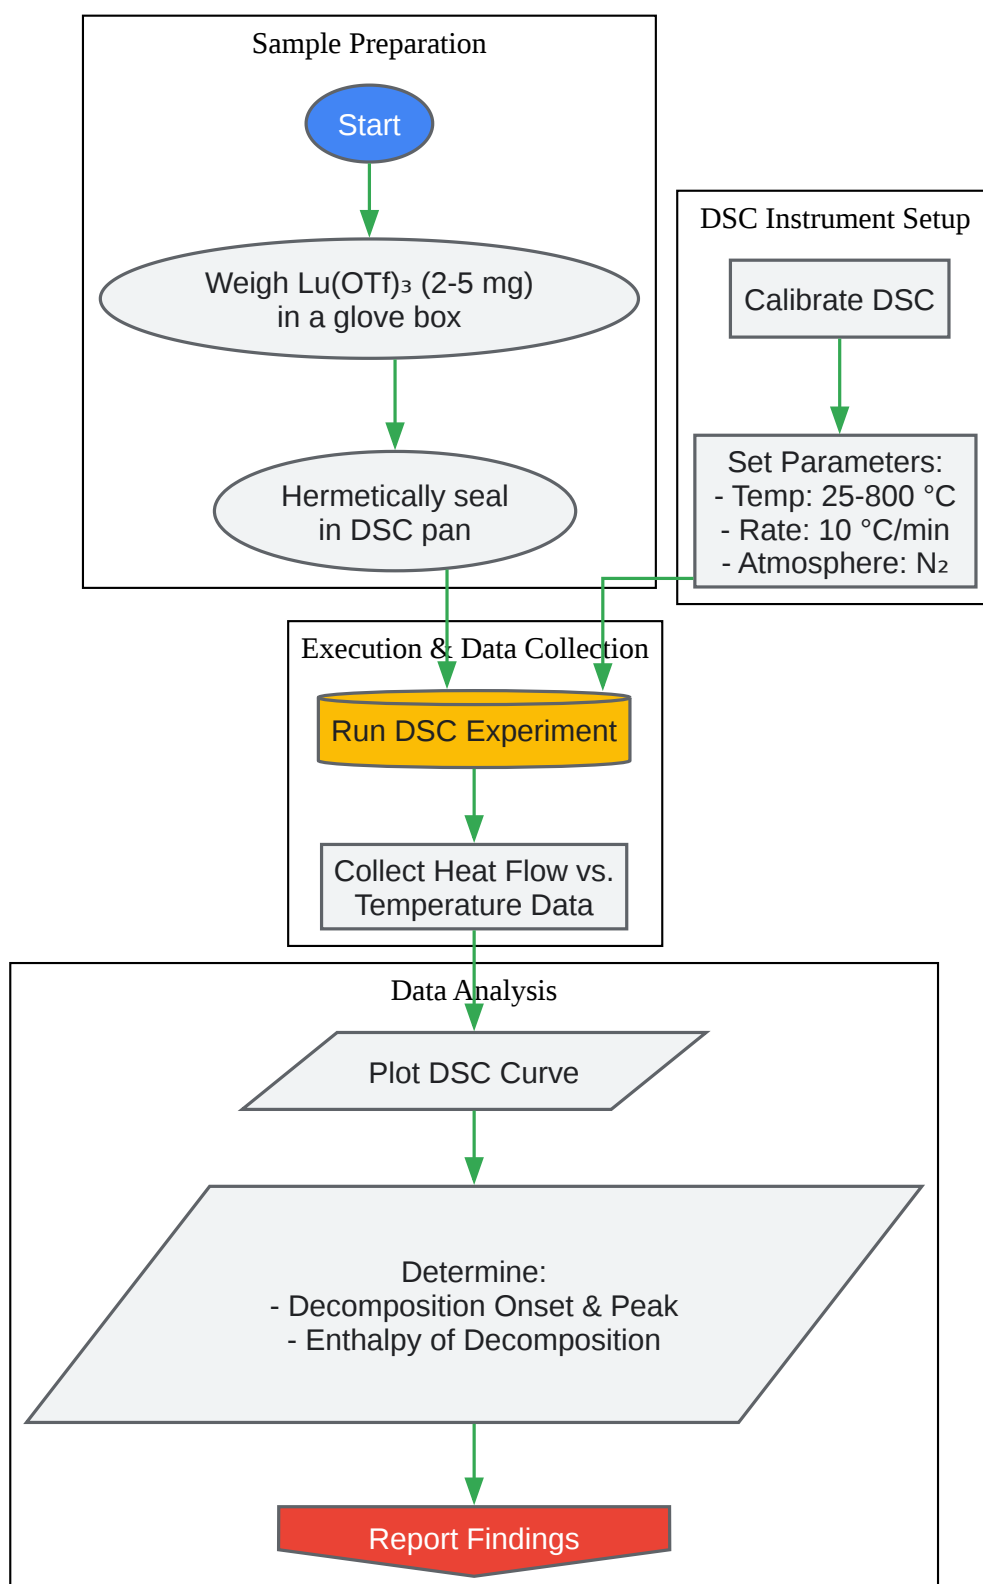 Sample Preparation
Start
Weigh Lu(OTf)₃ (2-5 mg)
in a glove box
Hermetically seal
in DSC pan
DSC Instrument Setup
Calibrate DSC
Set Parameters:
- Temp: 25-800 °C
- Rate: 10 °C/min
- Atmosphere: N₂
Execution & Data Collection
Run DSC Experiment
Collect Heat Flow vs.
Temperature Data
Data Analysis
Plot DSC Curve
Determine:
- Decomposition Onset & Peak
- Enthalpy of Decomposition
Report Findings